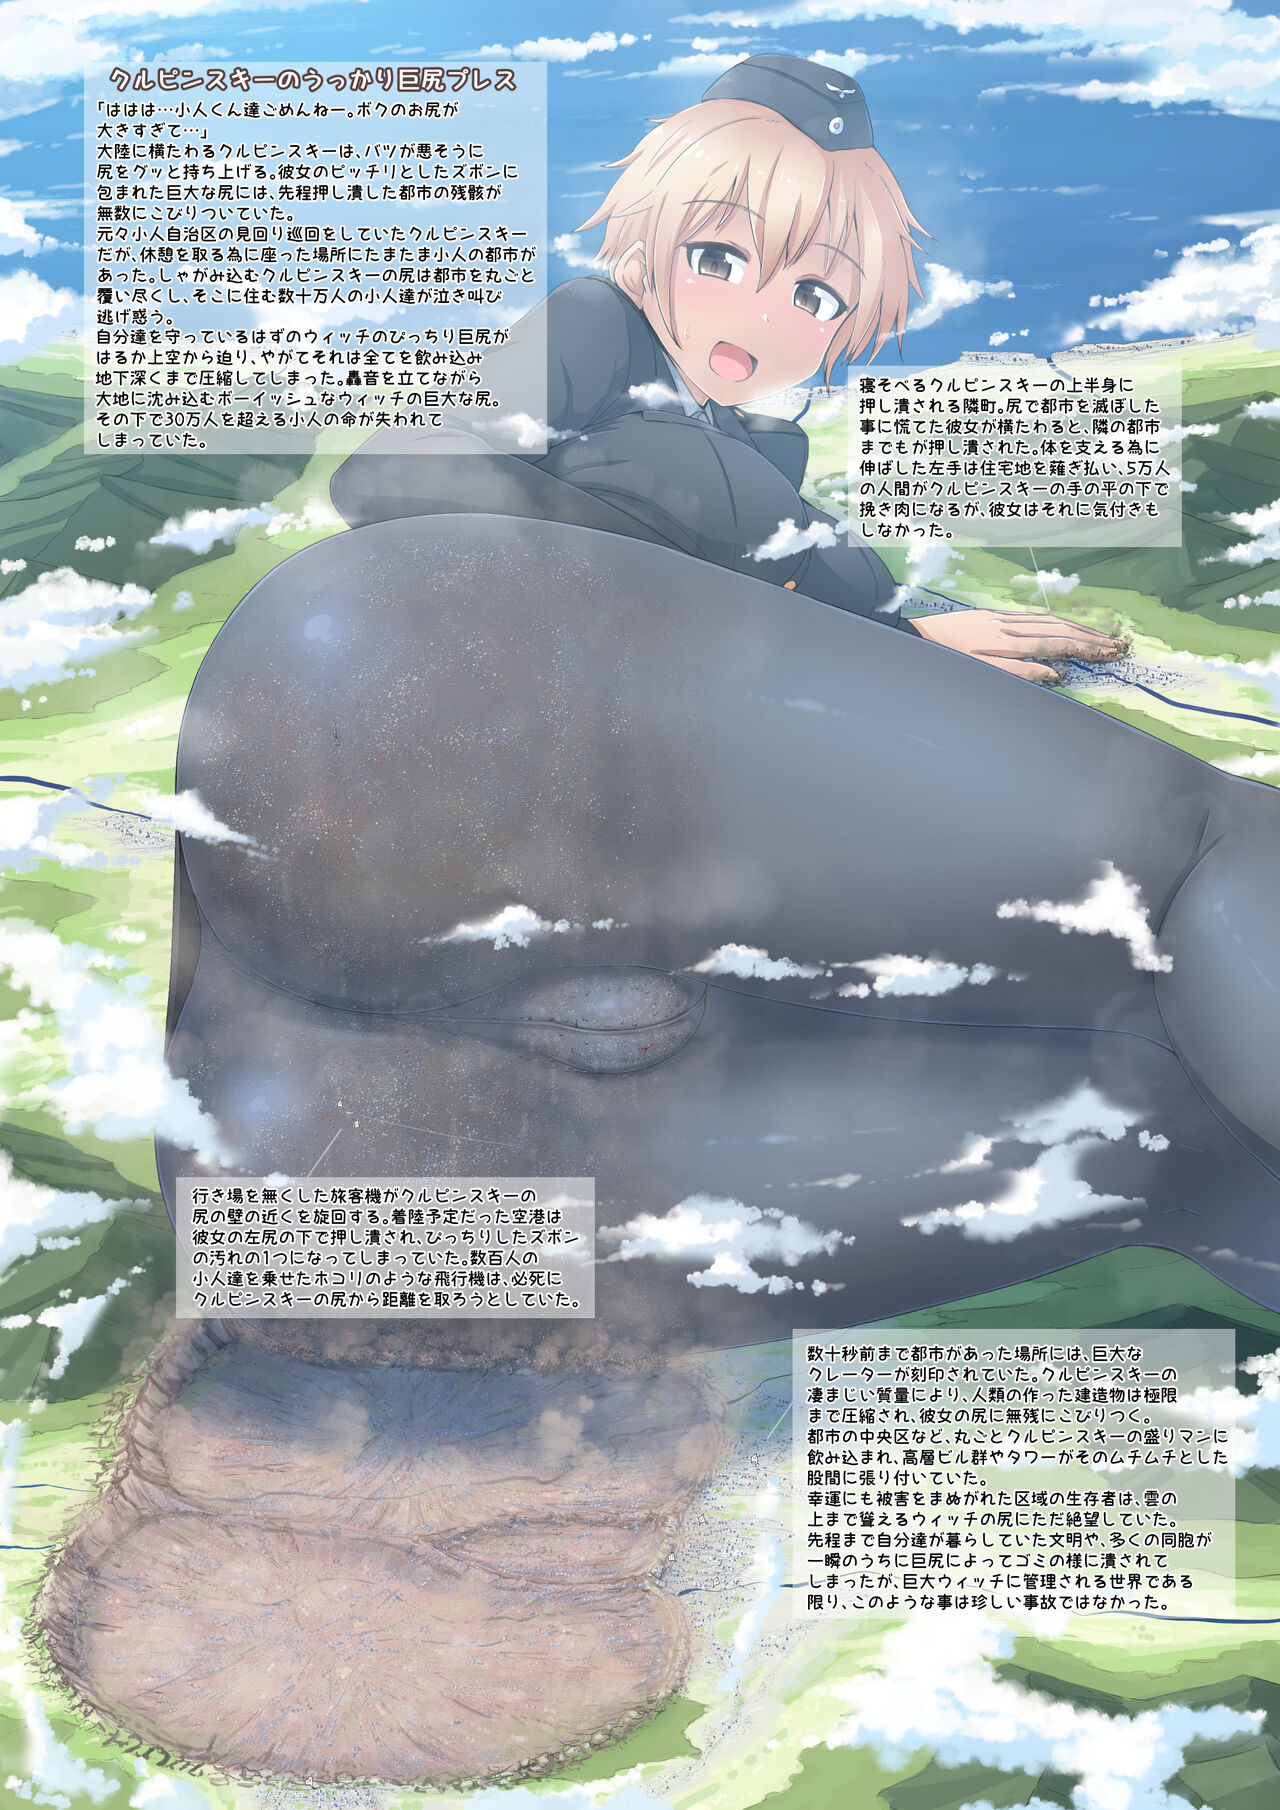 クルピンスキーのうっかり巨尻プレス
「ははは…小人くん達ごめんねー。ボクのお尻が
大きすぎて…」
大陸に横たわるクルピンスキーは、バツが悪そうに
尻をグッと持ち上げる。彼女のピッチリとしたズボンに
包まれた巨大な尻には、先程押し潰した都市の残骸が
無数にこびりついていた。
元々小人自治区の見回り巡回をしていたクルピンスキー
だが、休憩を取る為に座った場所にたまたま小人の都市が
あった。しゃがみ込むクルピンスキーの尻は都市を丸ごと
覆い尽くし、そこに住む数十万人の小人達が泣き叫び
逃げ惑う。
自分達を守っているはずのウィッチのぴっちり巨尻が
はるか上空から迫り、やがてそれは全てを飲み込み
地下深くまで圧縮してしまった。轟音を立てながら
大地に沈み込むボーイッシュなウィッチの巨大な尻。
その下で30万人を超える小人の命が失われて
しまっていた。
寝そべるクルピンスキーの上半身に
押し潰される隣町。尻で都市を滅ぼした
事に慌てた彼女が横たわると、隣の都市
までもが押し潰された。体を支える為に
伸ばした左手は住宅地を薙ぎ払い、5万人
の人間がクルピンスキーの手の平の下で
挽き肉になるが、彼女はそれに気付きも
しなかった。
行き場を無くした旅客機がクルピンスキーの
尻の壁の近くを旋回する。着陸予定だった空港は
彼女の左尻の下で押し潰され、ぴっちりしたズボン
の汚れの1つになってしまっていた。数百人の
小人達を乗せたホコリのような飛行機は、必死に
クルピンスキーの尻から距離を取ろうとしていた。
数十秒前まで都市があった場所には、巨大な
クレーターが刻印されていた。クルピンスキーの
凄まじい質量により、人類の作った建造物は極限
まで圧縮され、彼女の尻に無残にこびりつく。
都市の中央区など、丸ごとクルピンスキーの盛りマンに
飲み込まれ、高層ビル群やタワーがそのムチムチとした
股間に張り付いていた。
幸運にも被害をまぬがれた区域の生存者は、雲の
上まで聳えるウィッチの尻にただ絶望していた。
先程まで自分達が暮らしていた文明や、多くの同胞が
一瞬のうちに巨尻によってゴミの様に潰されて
しまったが、巨大ウィッチに管理される世界である
限り、このような事は珍しい事故ではなかった。